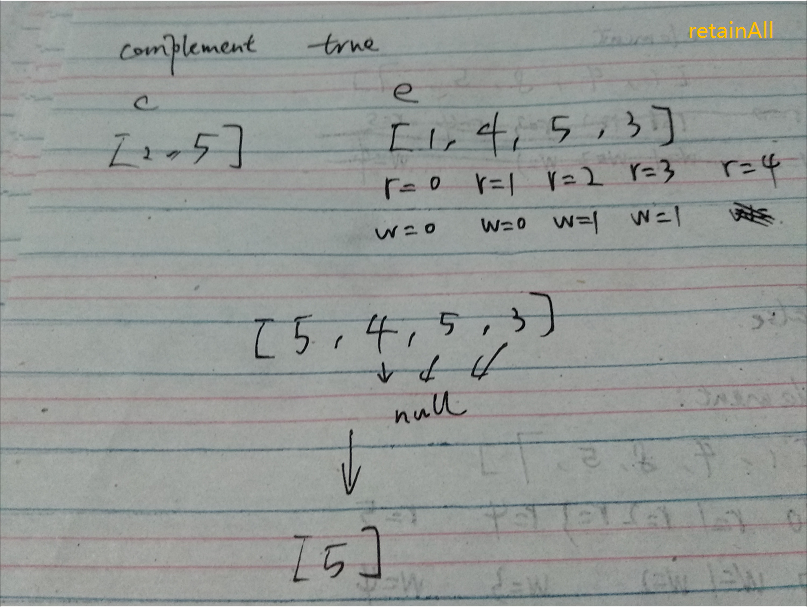 retainAll
complement true
c e
[2, 5] [1, 4, 5, 3]
r=0 r=1 r=2 r=3 r=4
w=0 w=0 w=1 w=1
[5, 4, 5, 3]
null
[5]